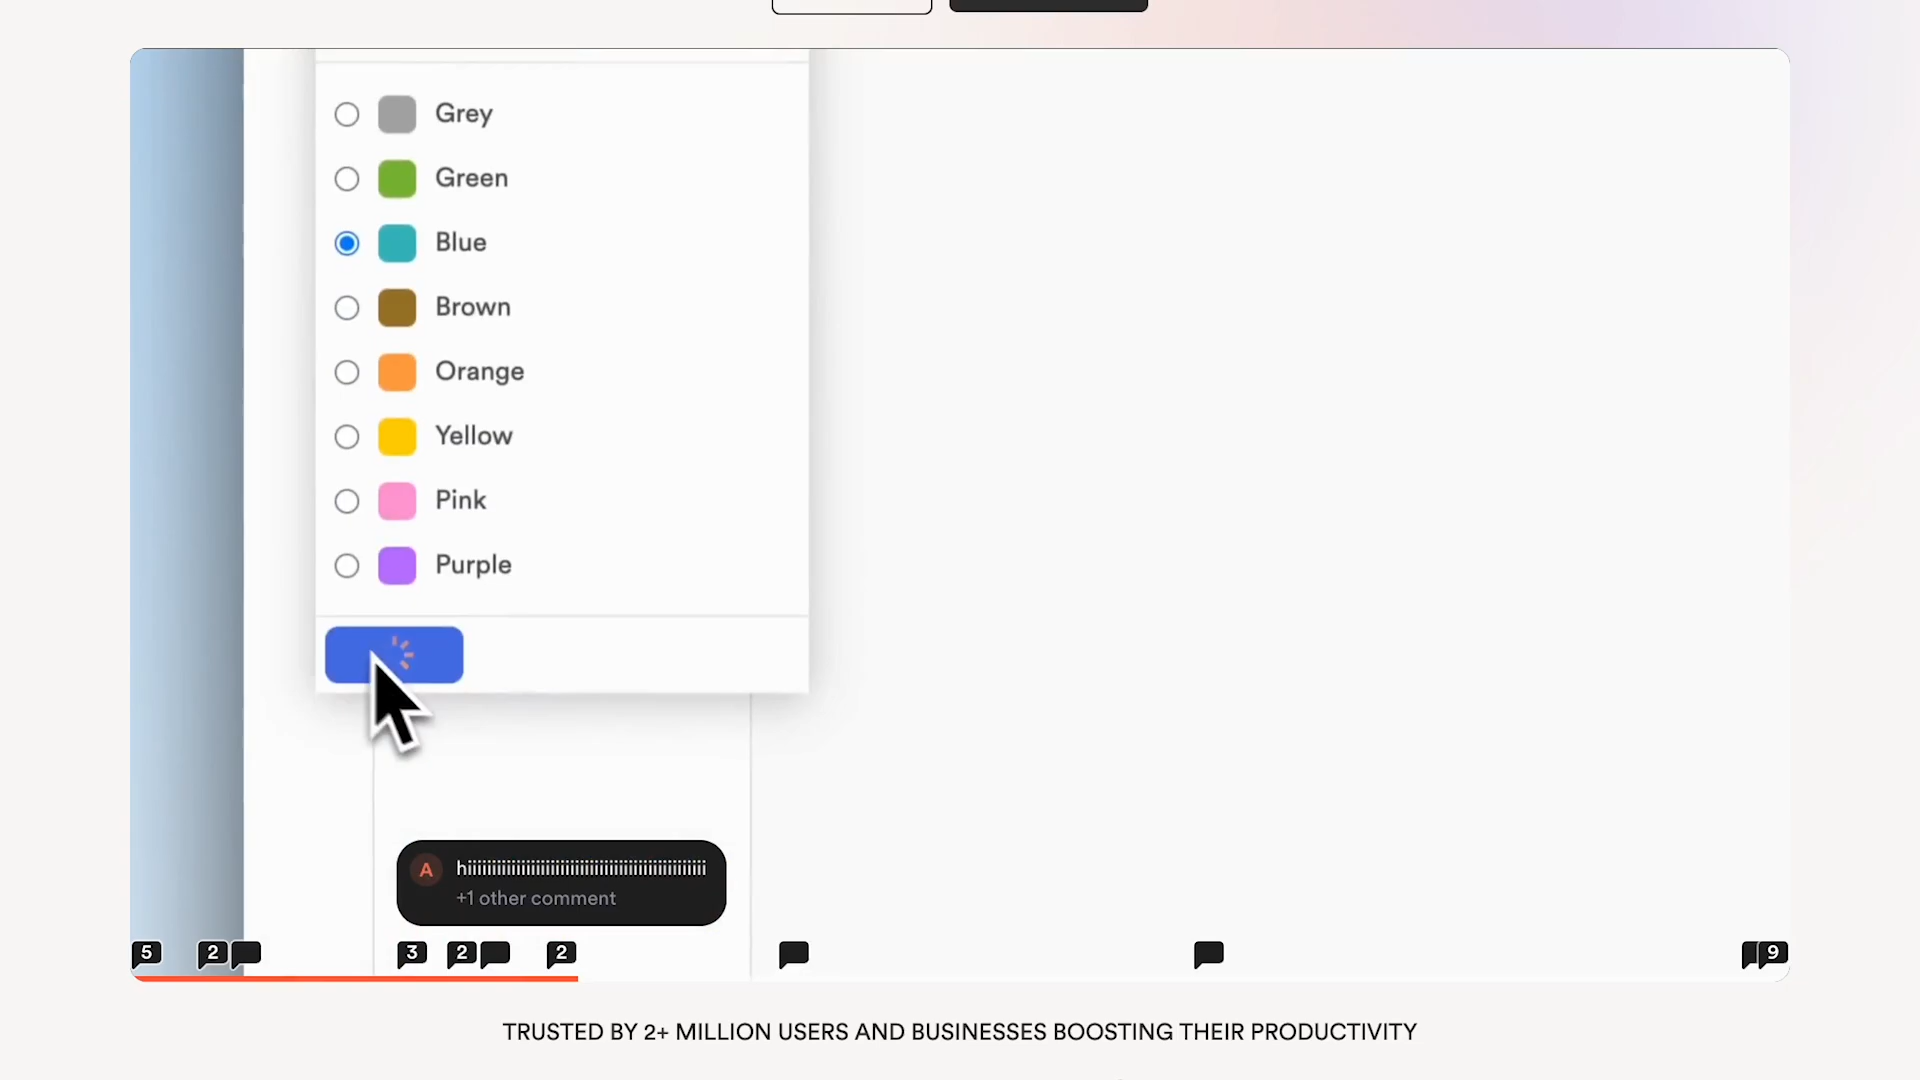 Grey
Green
Blue
Brown
Orange
Yellow
Pink
Purple
A
hiiiiiiiiiiiiiiiiiiiiiiiiiiiiiiiiiiiiiiiiiiiiiiii
+1 other comment
5
2
3
2
2
9
TRUSTED BY 2+ MILLION USERS AND BUSINESSES BOOSTING THEIR PRODUCTIVITY